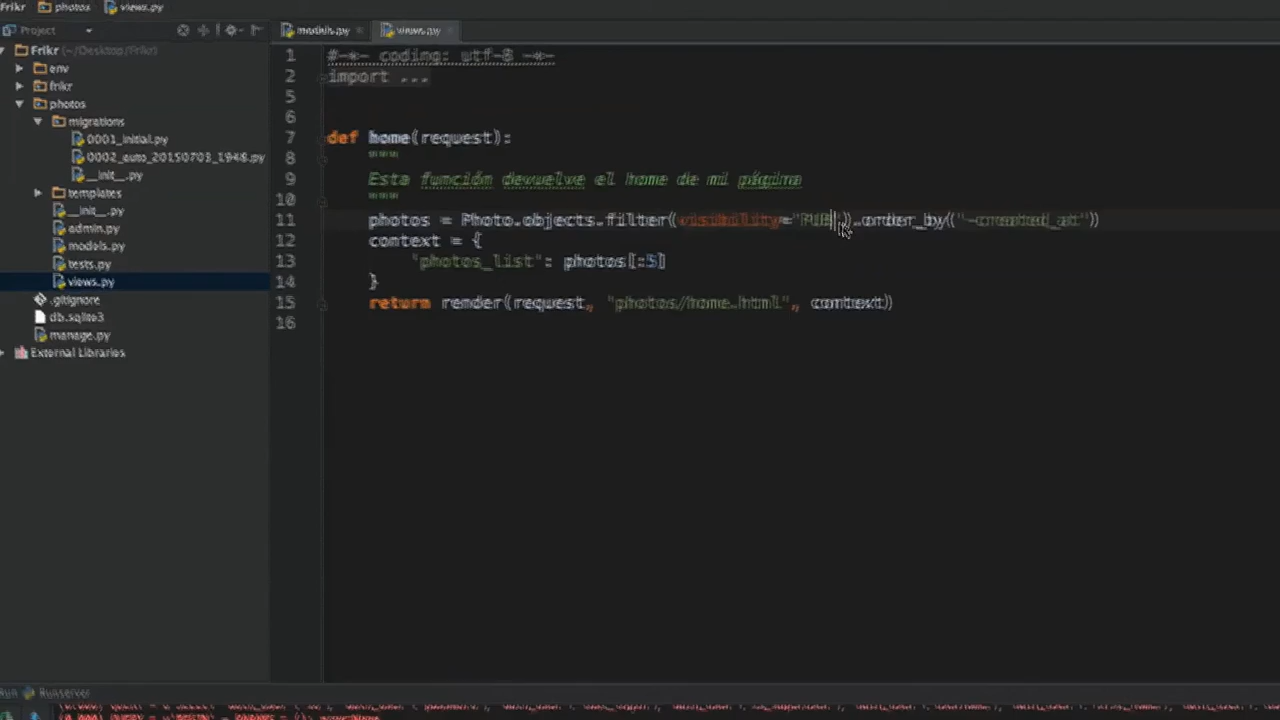 Frikr photos views.py
Project
models.py views.py
Frikr (~/Desktop/Frikr)
env
frikr
photos
migrations
0001_initial.py
0002_auto_20150703_1948.py
__init__.py
templates
__init__.py
admin.py
models.py
tests.py
views.py
.gitignore
db.sqlite3
manage.py
External Libraries
1 #-*- coding: utf-8 -*-
2 import ...
5
6
7 def home(request):
8 """
9 Esta función devuelve el home de mi página
10 """
11 photos = Photo.objects.filter(visibility="PUB").order_by("-created_at")
12 context = {
13 "photos_list": photos[:5]
14 }
15 return render(request, "photos/home.html", context)
16
Run Runserver